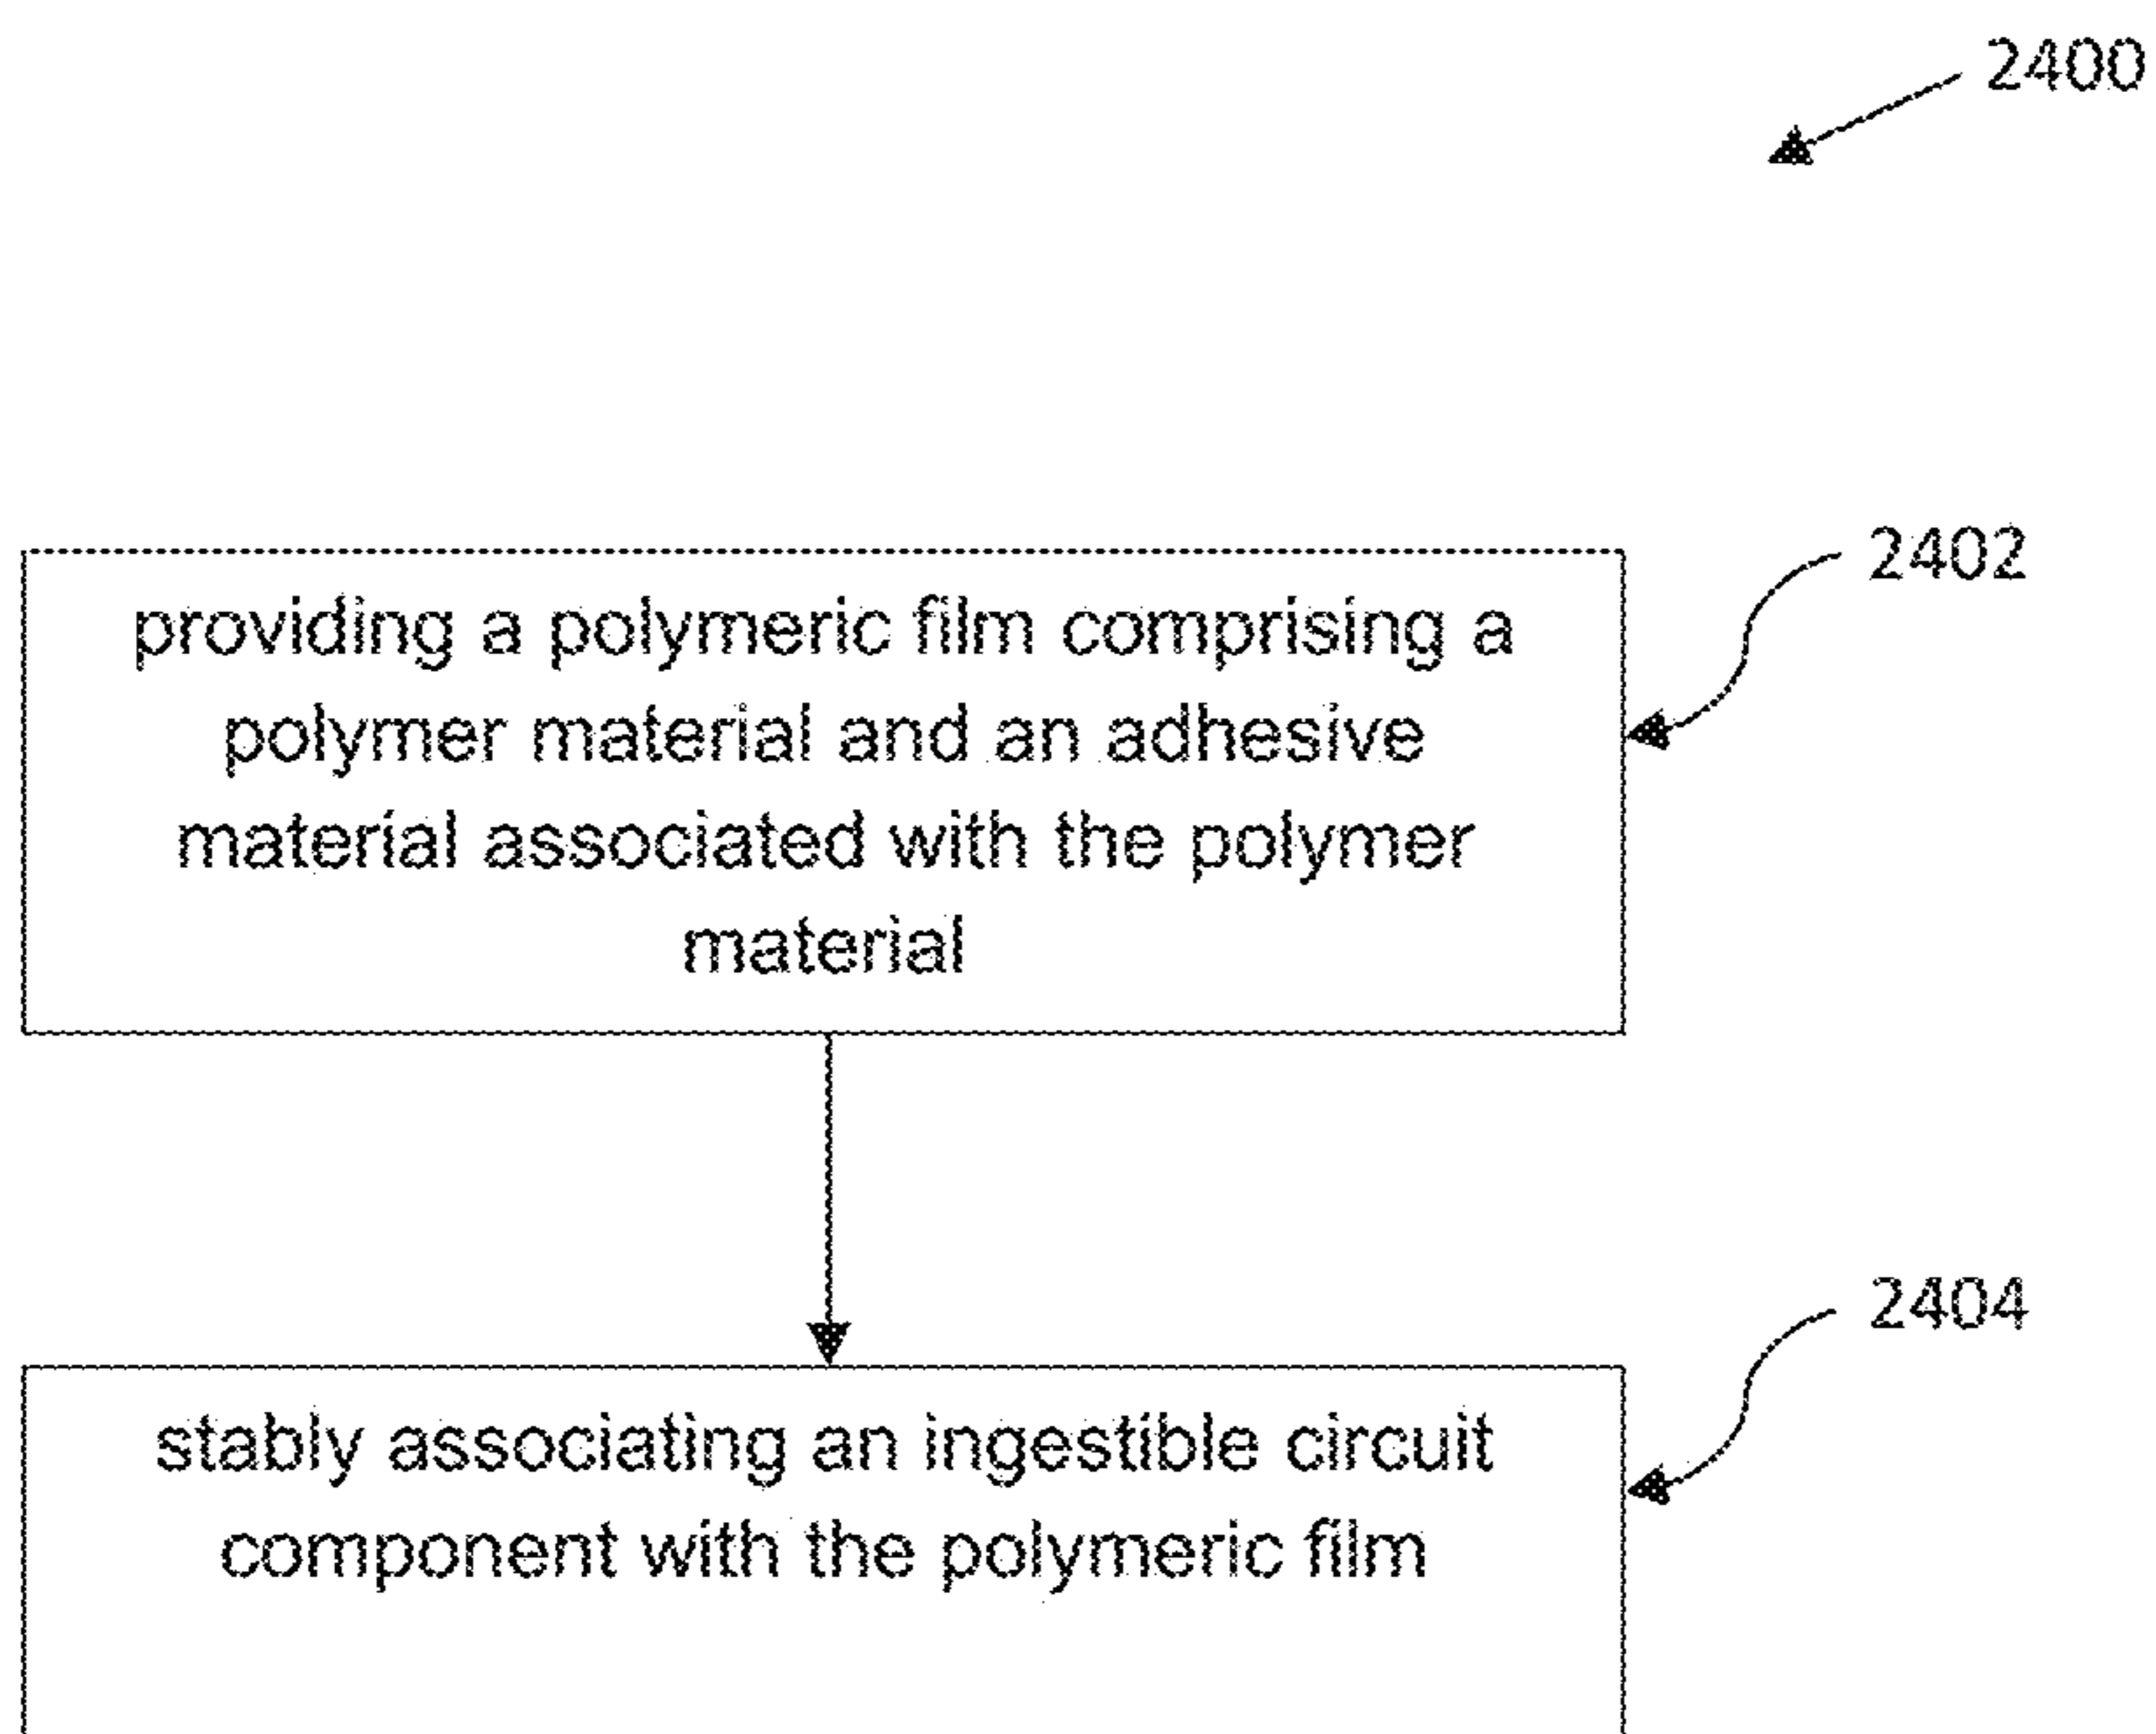 2400
2402
providing a polymeric film comprising a
polymer material and an adhesive
material associated with the polymer
material
2404
stably associating an ingestible circuit
component with the polymeric film